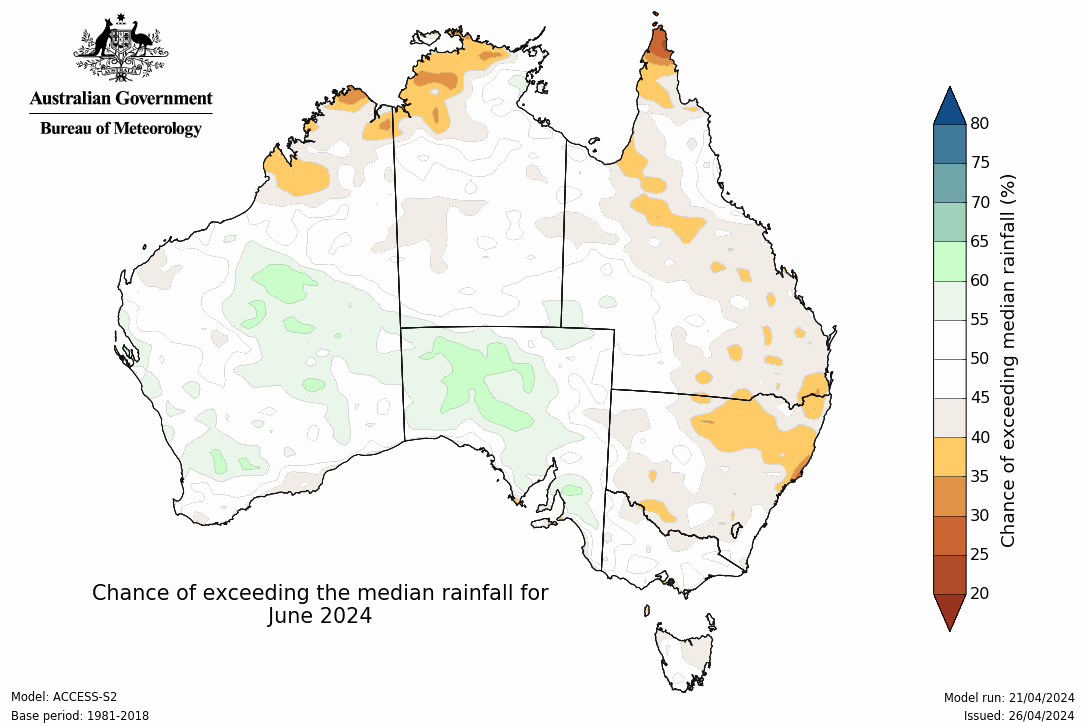 Australian Government
Bureau of Meteorology
80
75
70
65
60
55
50
45
40
35
30
25
20
Chance of exceeding median rainfall (%)
Chance of exceeding the median rainfall for
June 2024
Model: ACCESS-S2
Base period: 1981-2018
Model run: 21/04/2024
Issued: 26/04/2024